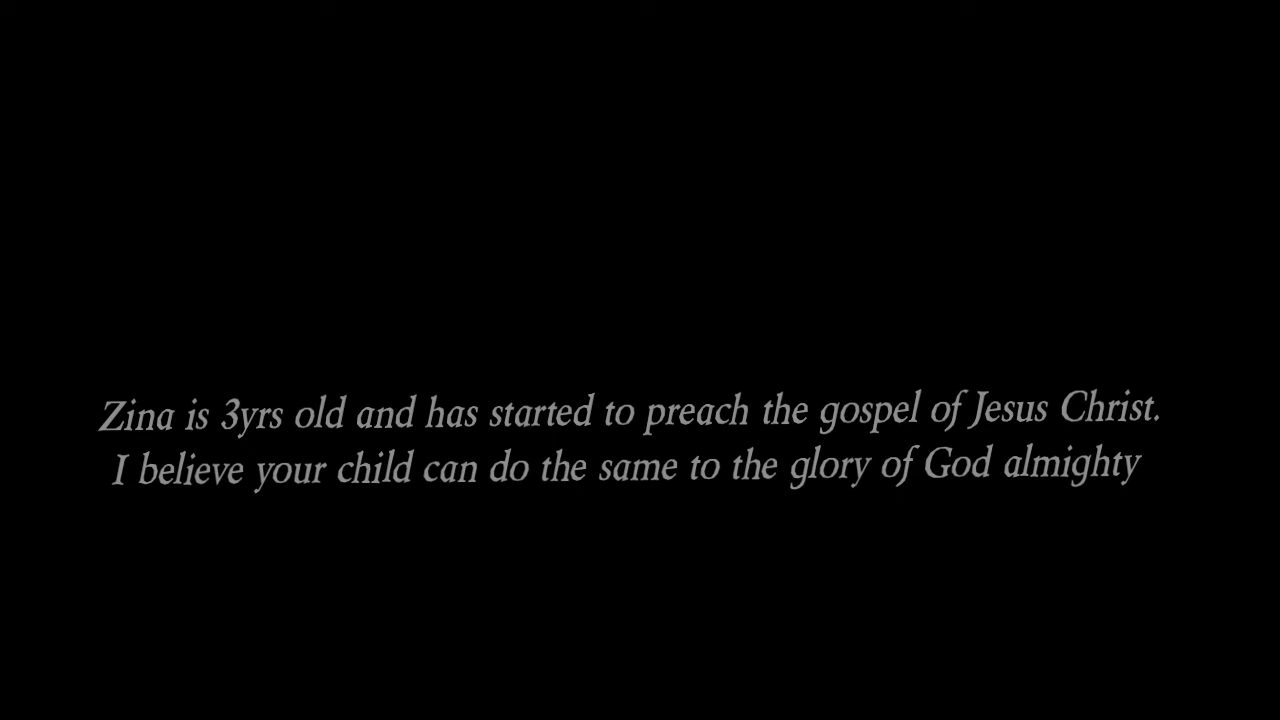 Zina is 3yrs old and has started to preach the gospel of Jesus Christ.
I believe your child can do the same to the glory of God almighty